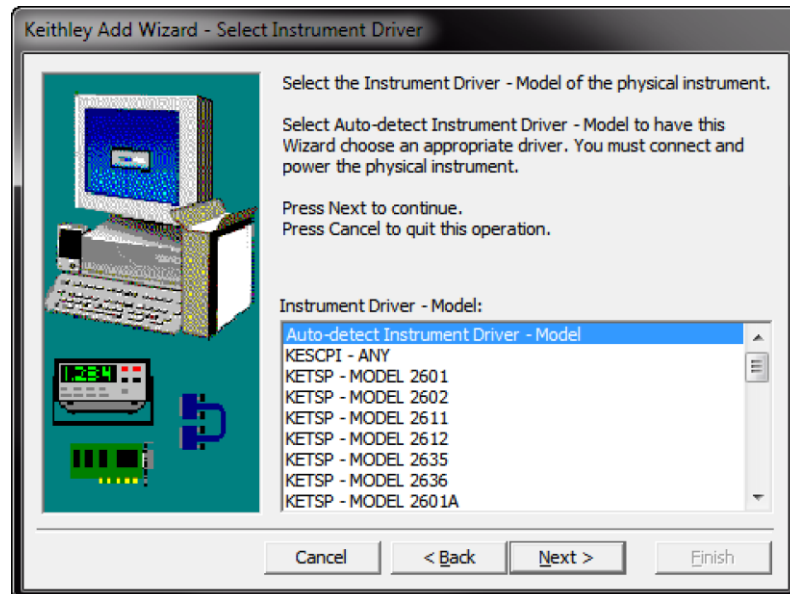 Keithley Add Wizard - Select Instrument Driver
Select the Instrument Driver - Model of the physical instrument.
Select Auto-detect Instrument Driver - Model to have this
Wizard choose an appropriate driver. You must connect and
power the physical instrument.
Press Next to continue.
Press Cancel to quit this operation.
Instrument Driver - Model:
Auto-detect Instrument Driver - Model
KESCPI - ANY
KETSP - MODEL 2601
KETSP - MODEL 2602
KETSP - MODEL 2611
KETSP - MODEL 2612
KETSP - MODEL 2635
KETSP - MODEL 2636
KETSP - MODEL 2601A
1.234
Cancel
< Back
Next >
Finish